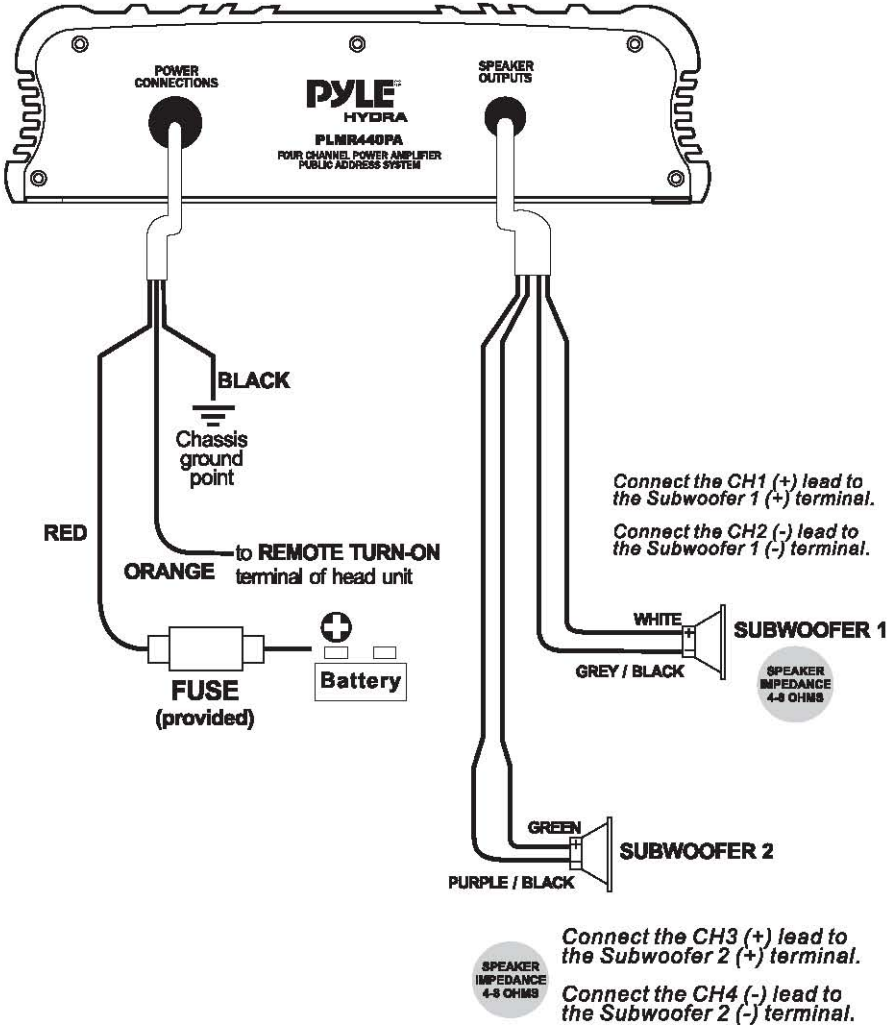 POWER
CONNECTIONS
SPEAKER
OUTPUTS
PYLE
HYDRA
PLMR440PA
FOUR CHANNEL POWER AMPLIFIER
PUBLIC ADDRESS SYSTEM
BLACK
Chassis
ground
point
RED
ORANGE
to REMOTE TURN-ON
terminal of head unit
FUSE
(provided)
Battery
Connect the CH1 (+) lead to
the Subwoofer 1 (+) terminal.
Connect the CH2 (-) lead to
the Subwoofer 1 (-) terminal.
WHITE
GREY / BLACK
SUBWOOFER 1
SPEAKER
IMPEDANCE
4-8 OHMS
GREEN
PURPLE / BLACK
SUBWOOFER 2
SPEAKER
IMPEDANCE
4-8 OHMS
Connect the CH3 (+) lead to
the Subwoofer 2 (+) terminal.
Connect the CH4 (-) lead to
the Subwoofer 2 (-) terminal.